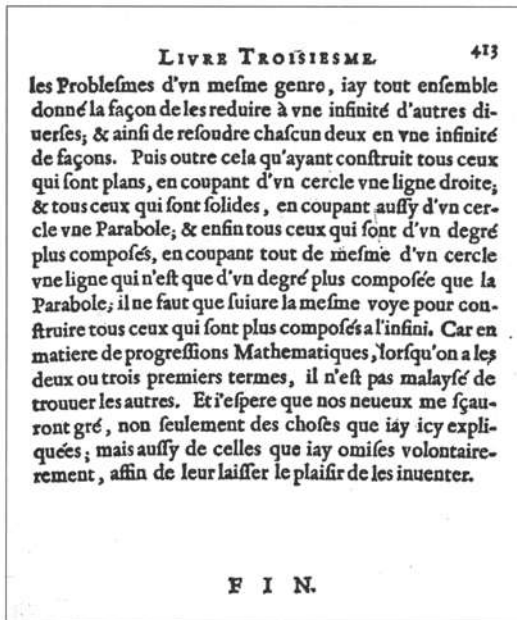 LIVRE TROISIESME. 413
les Problesmes d'vn mesme genre, iay tout ensemble
donné la façon de les reduire à vne infinité d'autres di-
uerses; & ainsi de resoudre chascun deux en vne infinité
de façons. Puis outre cela qu'ayant construit tous ceux
qui sont plans, en coupant d'vn cercle vne ligne droite;
& tous ceux qui sont solides, en coupant aussy d'vn cer-
cle vne Parabole; & enfin tous ceux qui sont d'vn degré
plus composés, en coupant tout de mesme d'vn cercle
vne ligne qui n'est que d'vn degré plus composée que la
Parabole; il ne faut que suiure la mesme voye pour con-
struire tous ceux qui sont plus composés a l'infini. Car en
matiere de progressions Mathematiques, lorsqu'on a les
deux ou trois premiers termes, il n'est pas malaysé de
trouuer les autres. Et i'espere que nos neueux me sçau-
ront gré, non seulement des choses que iay icy expli-
quées; mais aussy de celles que iay omises volontaire-
rement, affin de leur laisser le plaisir de les inuenter.
F I N.